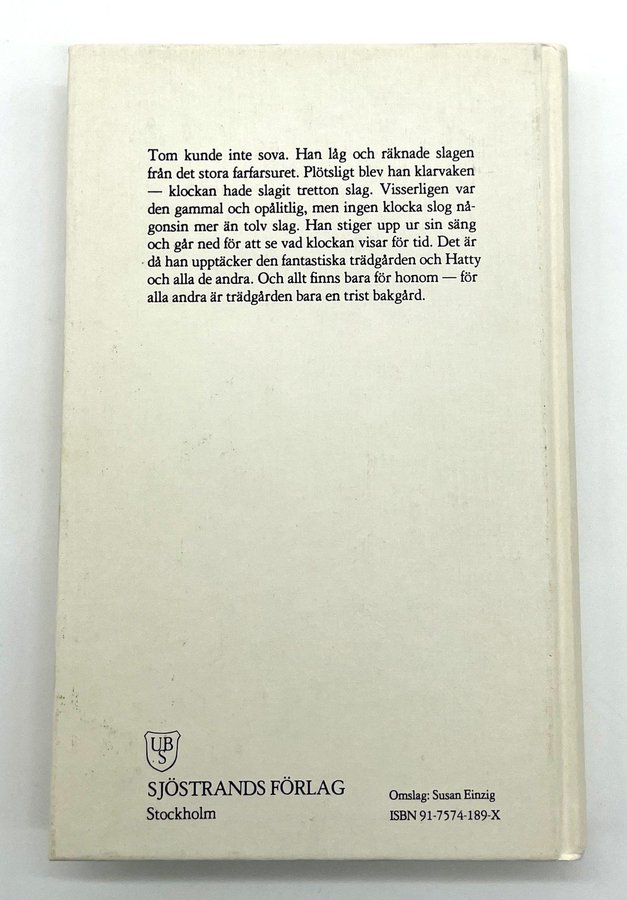 Tom kunde inte sova. Han låg och räknade slagen
från det stora farfarsuret. Plötsligt blev han klarvaken
— klockan hade slagit tretton slag. Visserligen var
den gammal och opålitlig, men ingen klocka slog nå-
gonsin mer än tolv slag. Han stiger upp ur sin säng
och går ned för att se vad klockan visar för tid. Det är
då han upptäcker den fantastiska trädgården och Hatty
och alla de andra. Och allt finns bara för honom — för
alla andra är trädgården bara en trist bakgård.
UB
S
SJÖSTRANDS FÖRLAG
Stockholm
Omslag: Susan Einzig
ISBN 91-7574-189-X